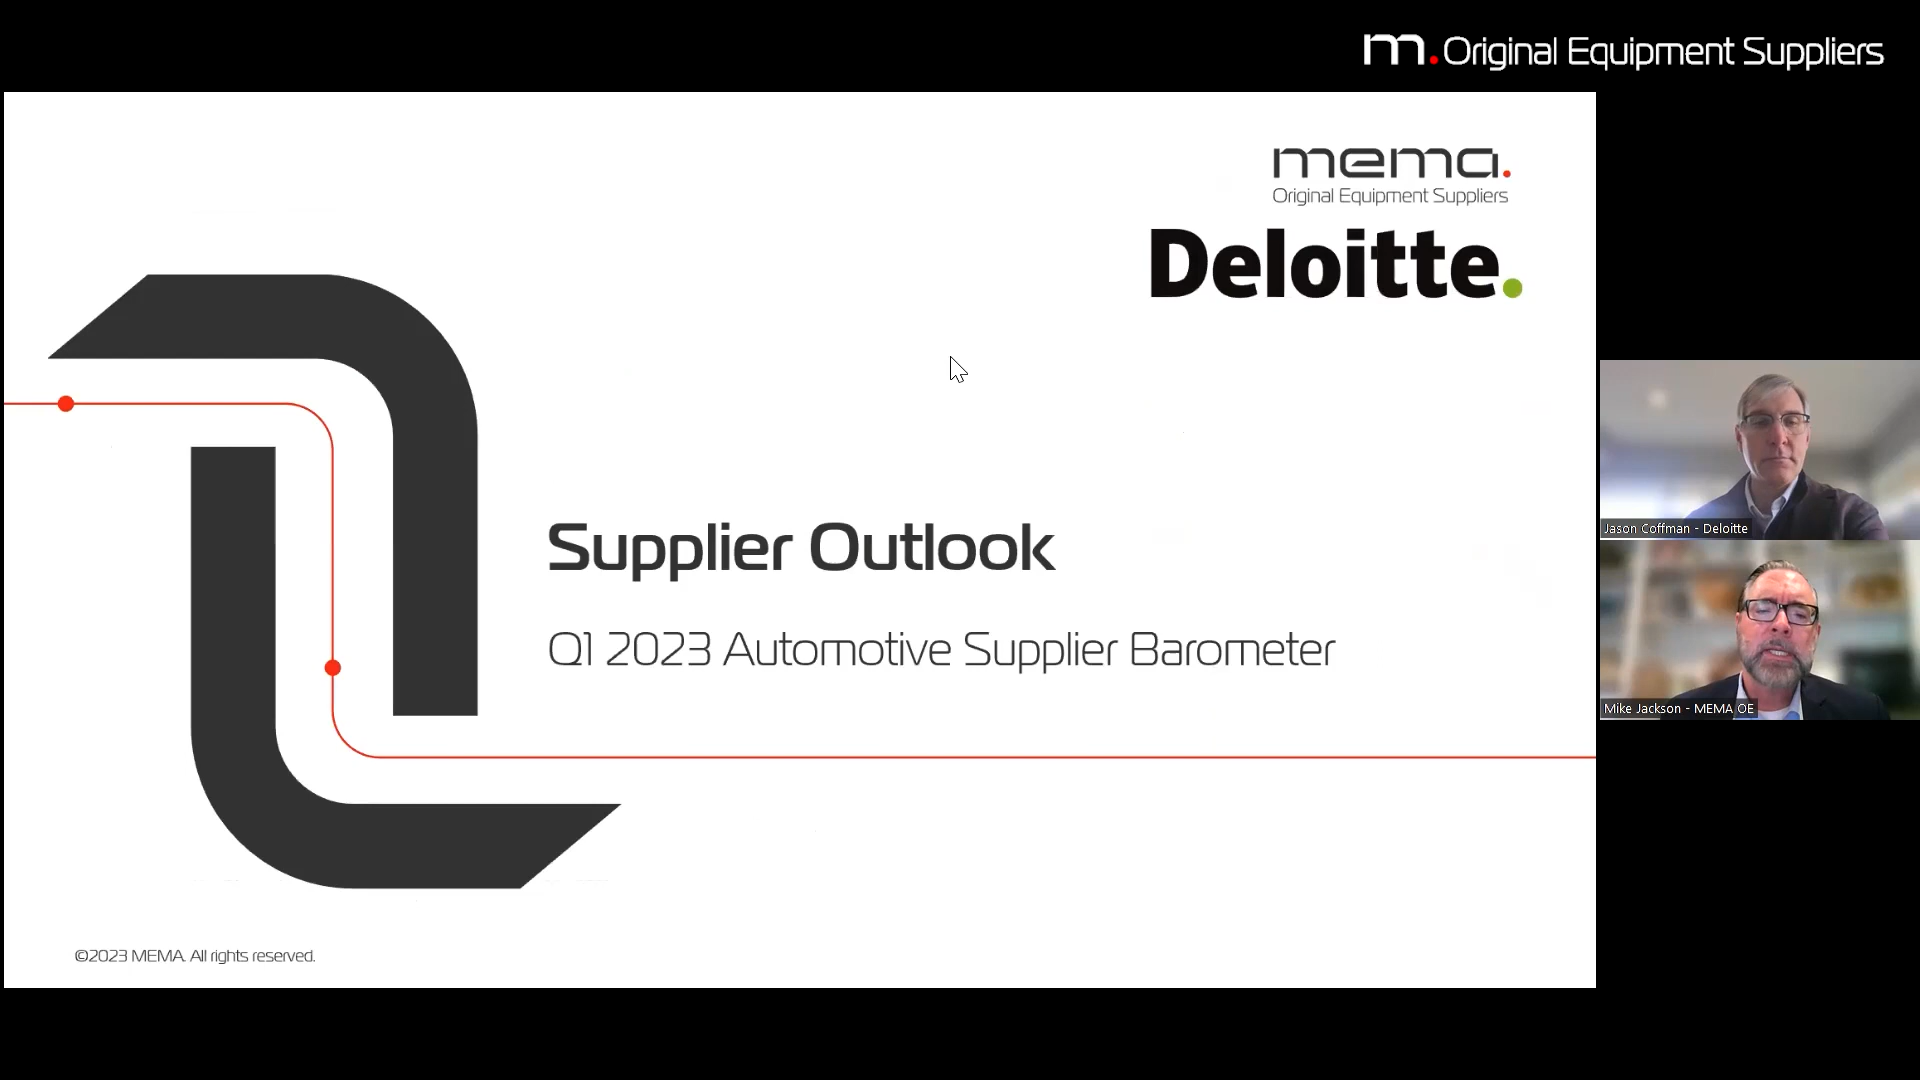 m. Original Equipment Suppliers
mema.
Original Equipment Suppliers
Deloitte.
Supplier Outlook
Q1 2023 Automotive Supplier Barometer
©2023 MEMA. All rights reserved.
Jason Coffman - Deloitte
Mike Jackson - MEMA OE